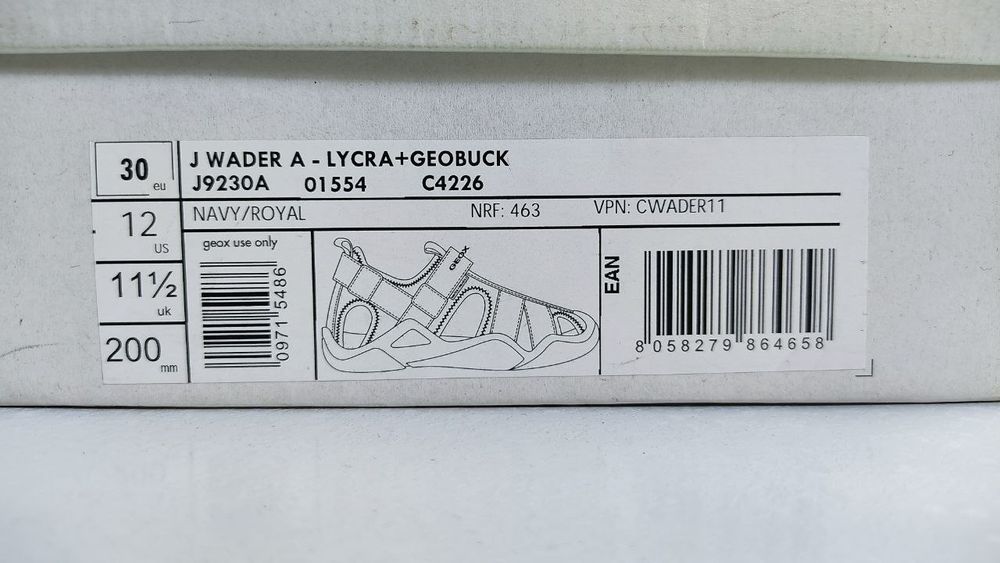 30 eu
12 US
11½ uk
200 mm
J WADER A - LYCRA+GEOBUCK
J9230A 01554 C4226
NAVY/ROYAL NRF: 463 VPN: CWADER11
geox use only
0971 5486
GEOX
EAN
8 058279 864658